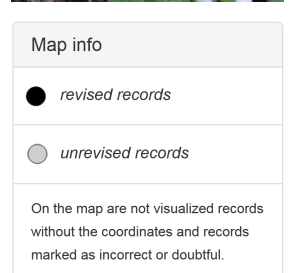 Map info
revised records
unrevised records
On the map are not visualized records
without the coordinates and records
marked as incorrect or doubtful.